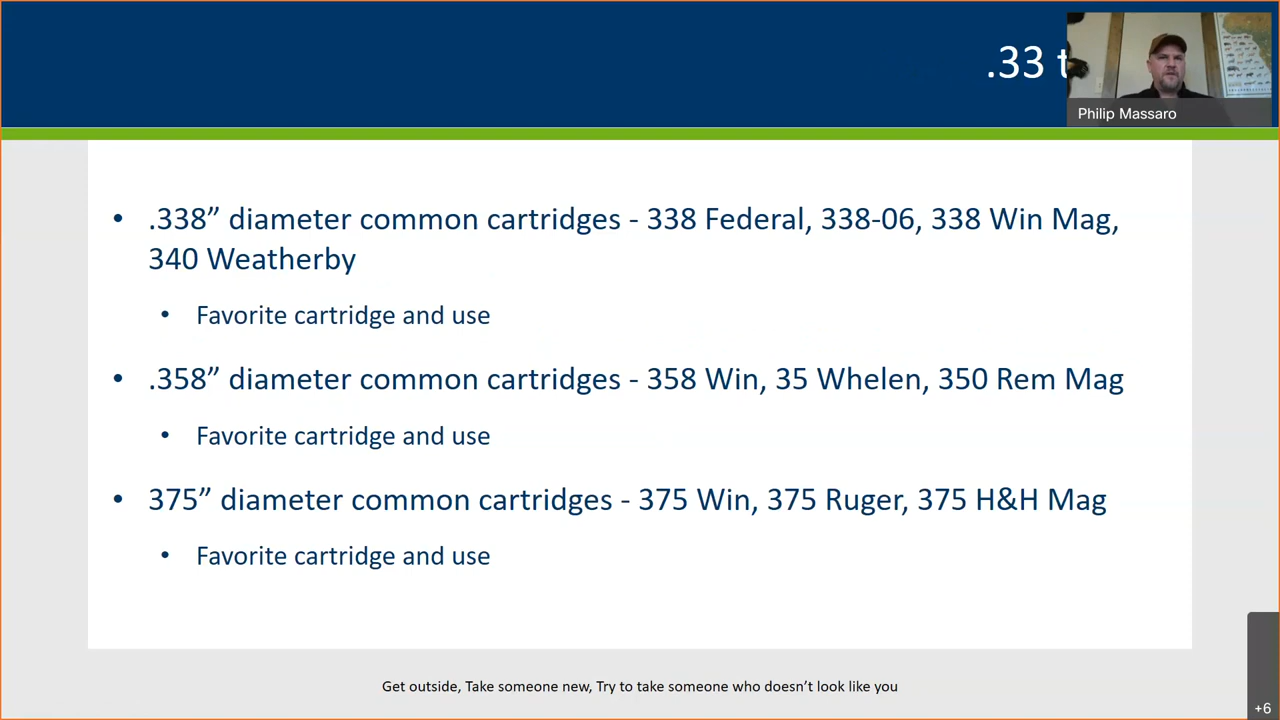 .33 t
Philip Massaro
• .338” diameter common cartridges - 338 Federal, 338-06, 338 Win Mag,
340 Weatherby
• Favorite cartridge and use
• .358” diameter common cartridges - 358 Win, 35 Whelen, 350 Rem Mag
• Favorite cartridge and use
• 375” diameter common cartridges - 375 Win, 375 Ruger, 375 H&H Mag
• Favorite cartridge and use
Get outside, Take someone new, Try to take someone who doesn’t look like you
+6